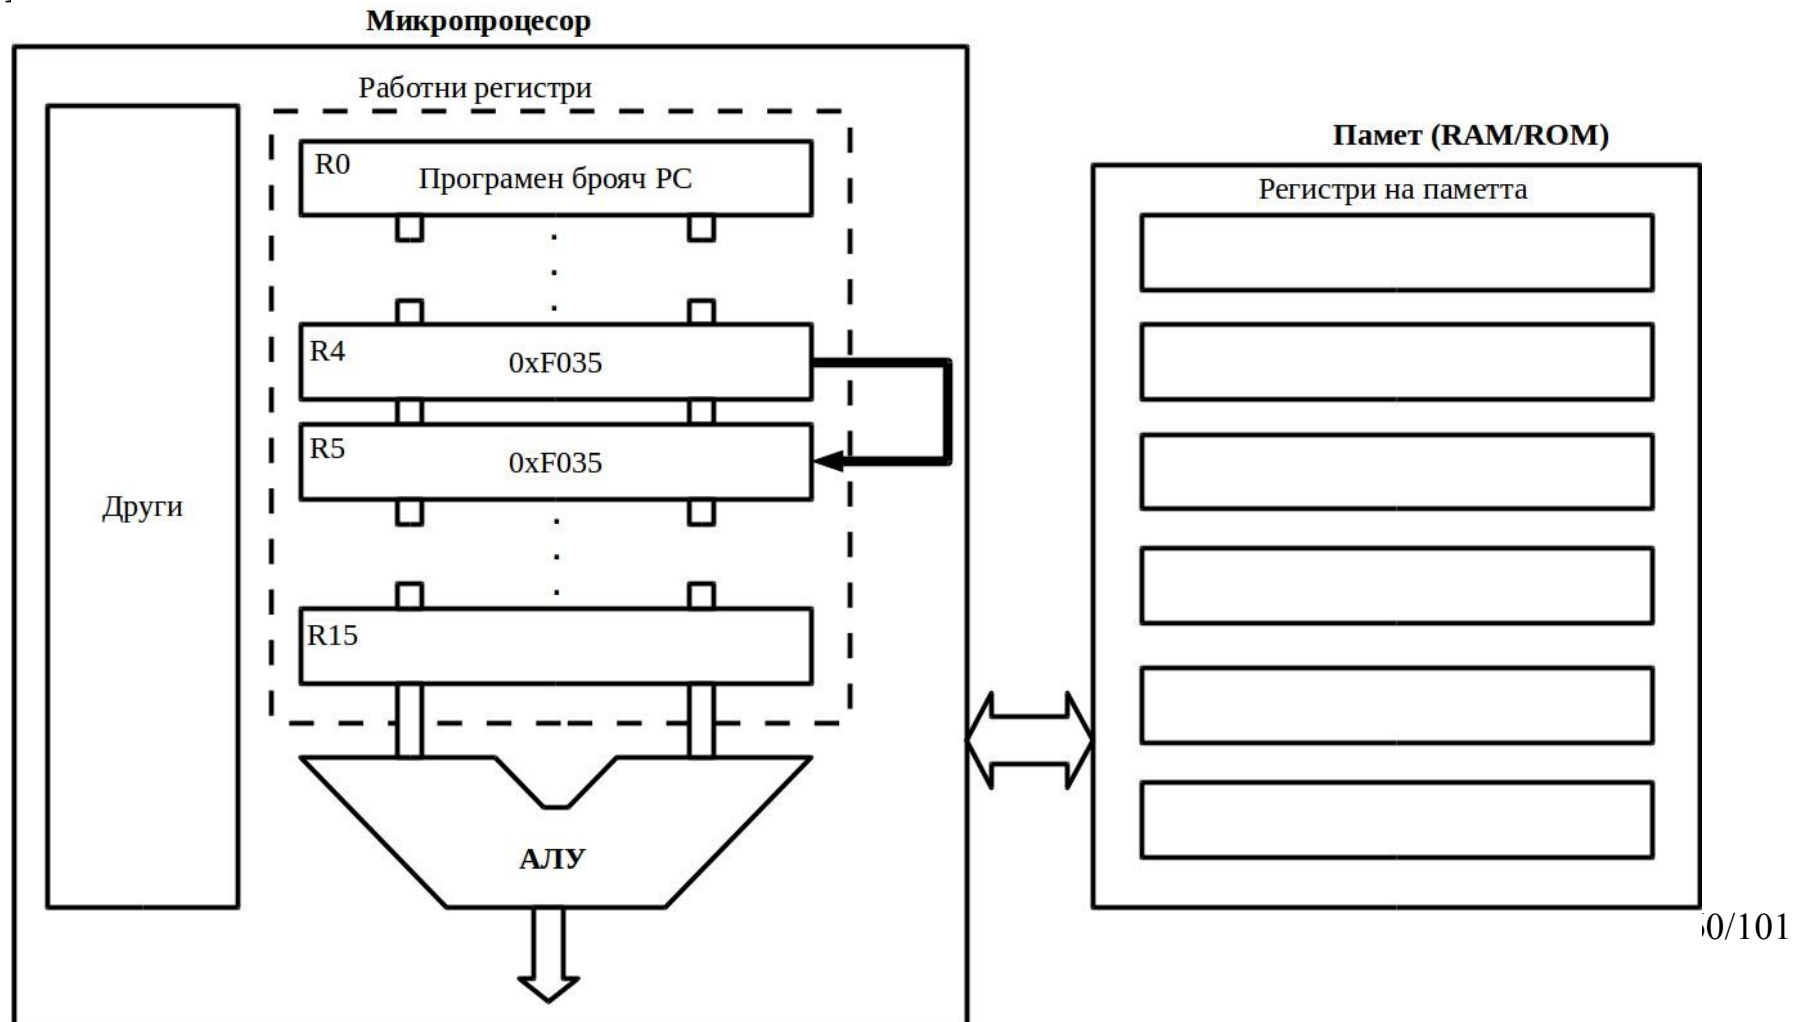 Микропроцесор
Работни регистри
R0
Програмен брояч PC
R4
0xF035
R5
0xF035
R15
Други
АЛУ
Памет (RAM/ROM)
Регистри на паметта
0/101